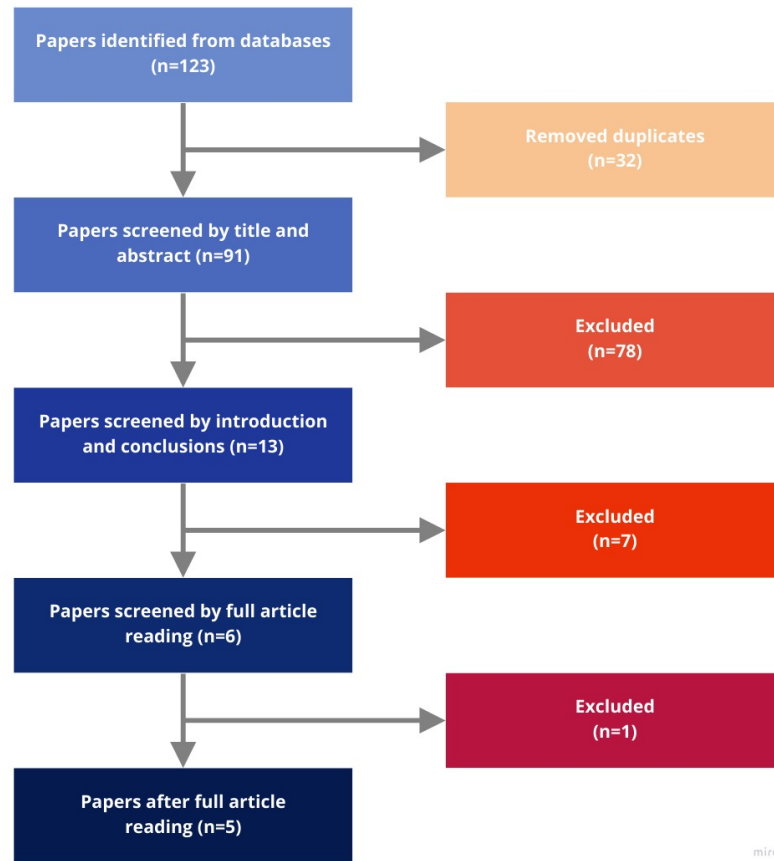 Papers identified from databases
(n=123)
Removed duplicates
(n=32)
Papers screened by title and
abstract (n=91)
Excluded
(n=78)
Papers screened by introduction
and conclusions (n=13)
Excluded
(n=7)
Papers screened by full article
reading (n=6)
Excluded
(n=1)
Papers after full article
reading (n=5)